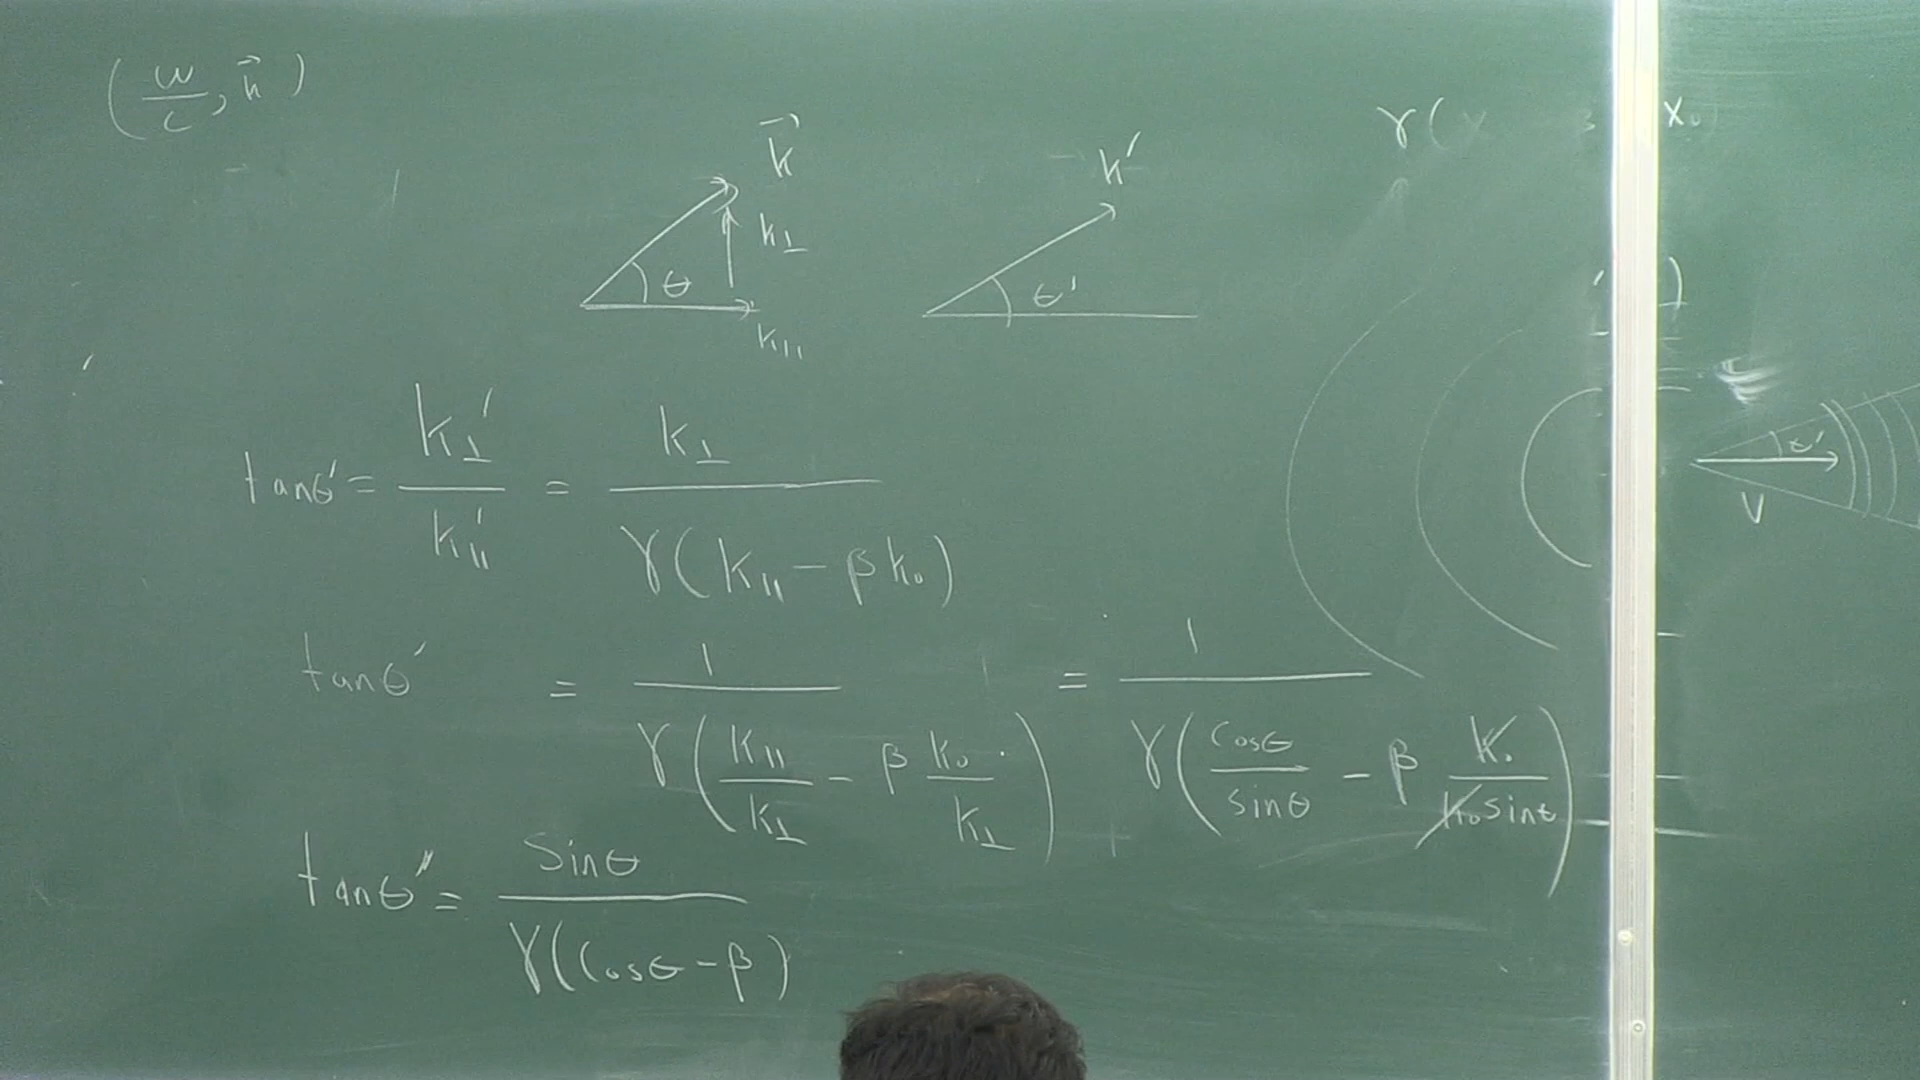 (ω/c, k⃗)
k⃗
k⊥
θ
k∥
k′
θ′
γ(
x₀
tanθ′ = k⊥′ / k∥′ = k⊥ / γ(k∥ − βk₀)
θ′
V
tanθ′ = 1 / γ(k∥/k⊥ − β k₀/k⊥) = 1 / γ(cosθ/sinθ − β k₀/(k₀ sinθ))
tanθ′ = sinθ / γ(cosθ − β)